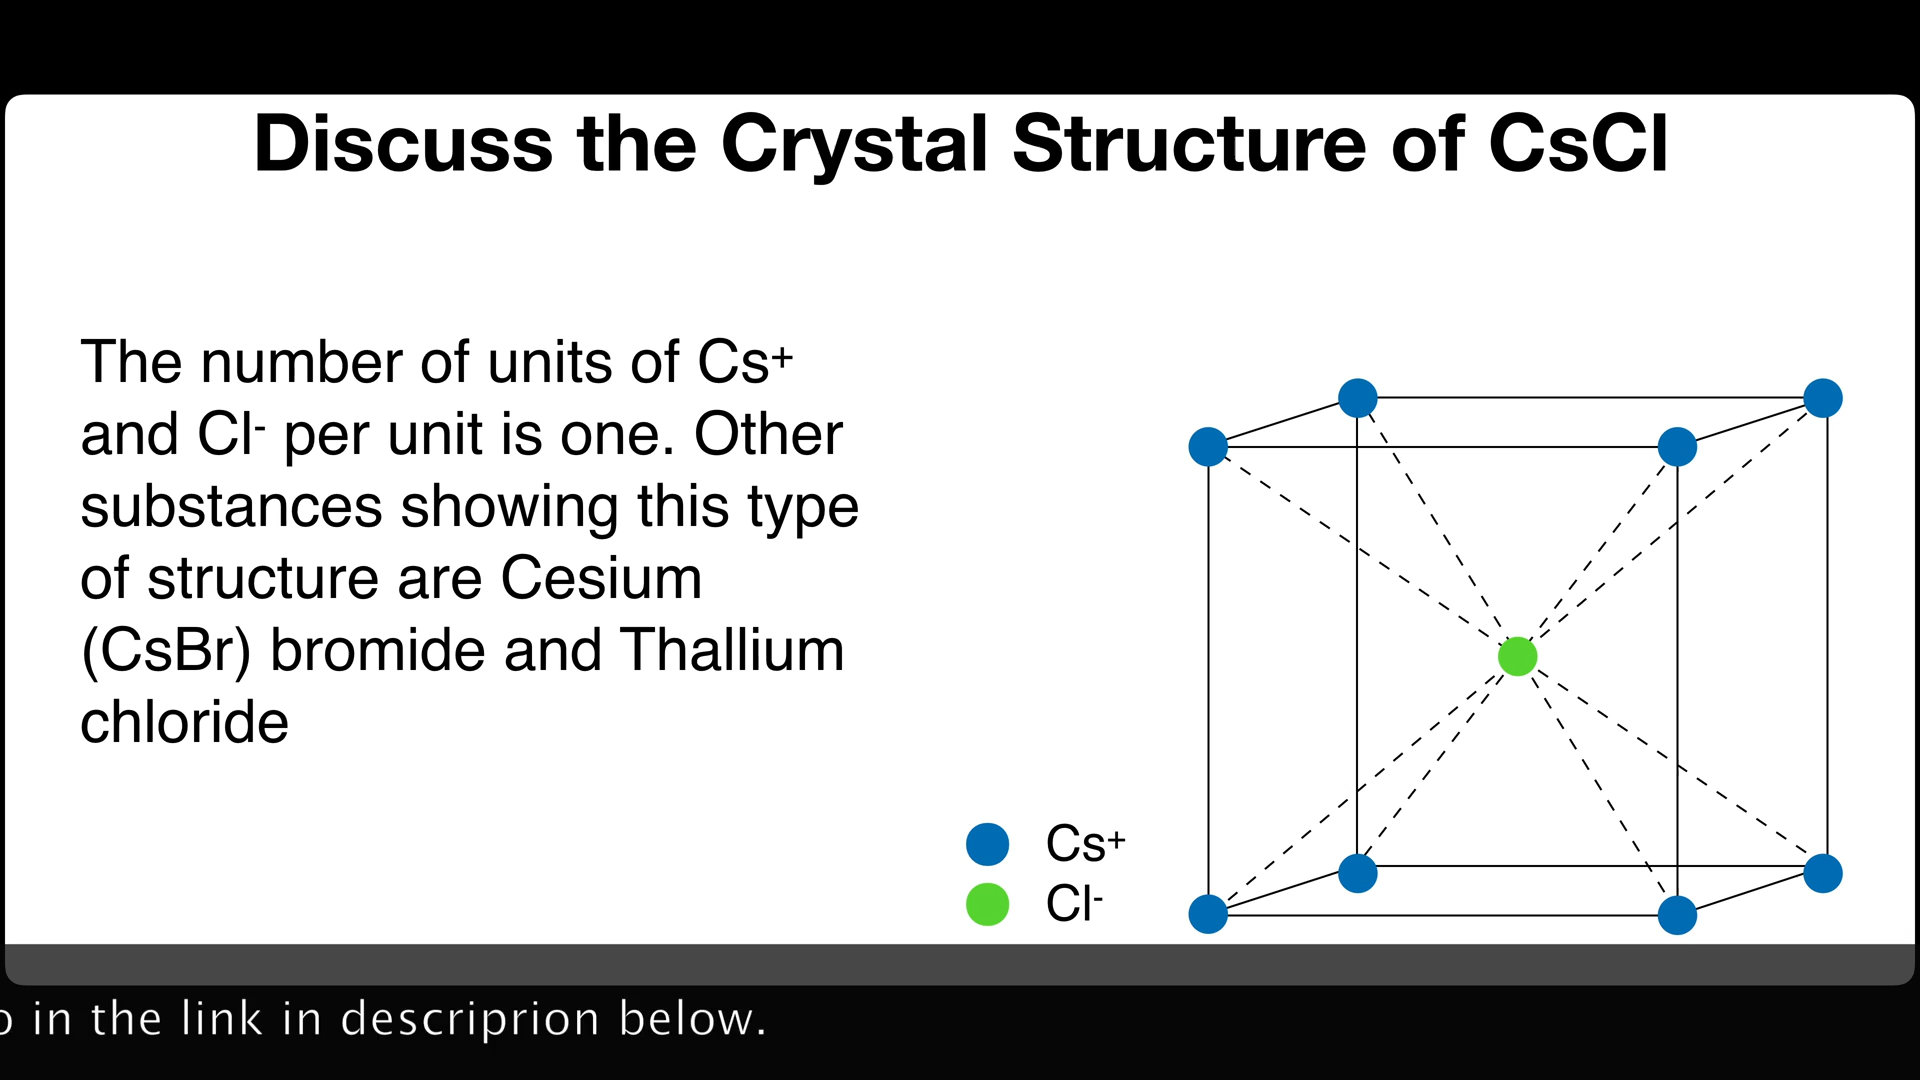 Discuss the Crystal Structure of CsCl
The number of units of Cs⁺
and Cl⁻ per unit is one. Other
substances showing this type
of structure are Cesium
(CsBr) bromide and Thallium
chloride
Cs⁺
Cl⁻
in the link in descriprion below.